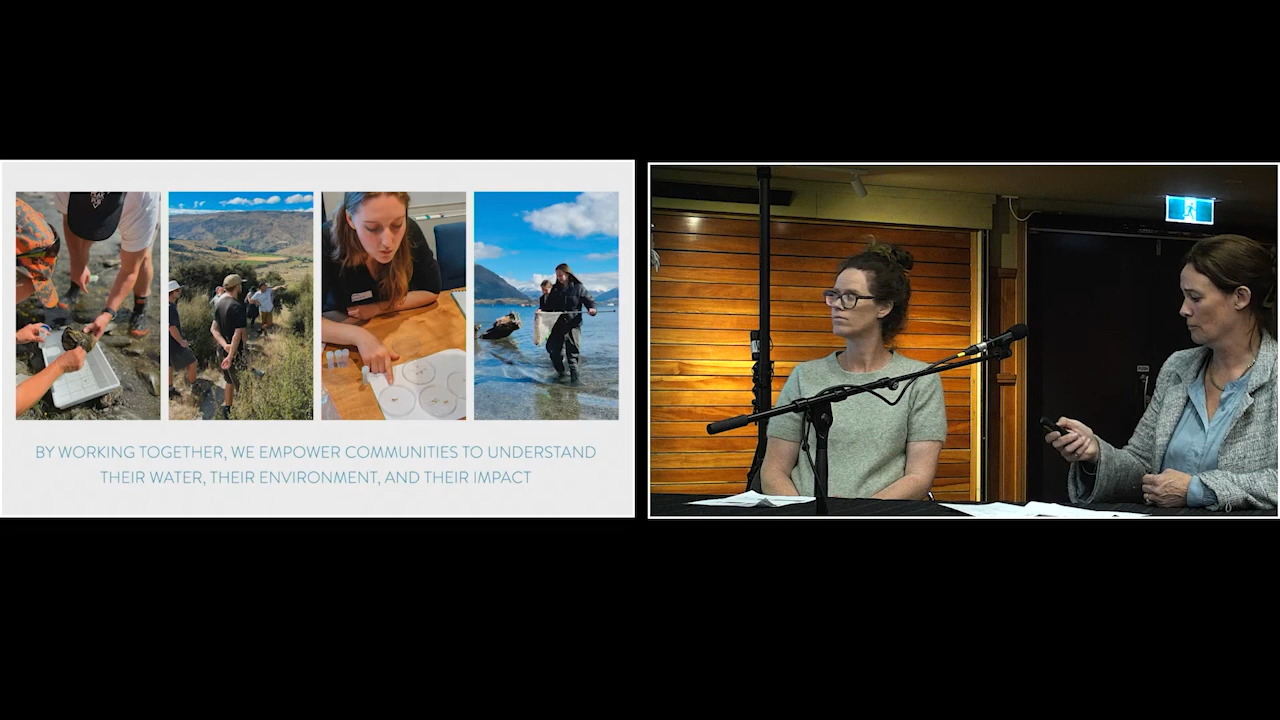 BY WORKING TOGETHER, WE EMPOWER COMMUNITIES TO UNDERSTAND
THEIR WATER, THEIR ENVIRONMENT, AND THEIR IMPACT